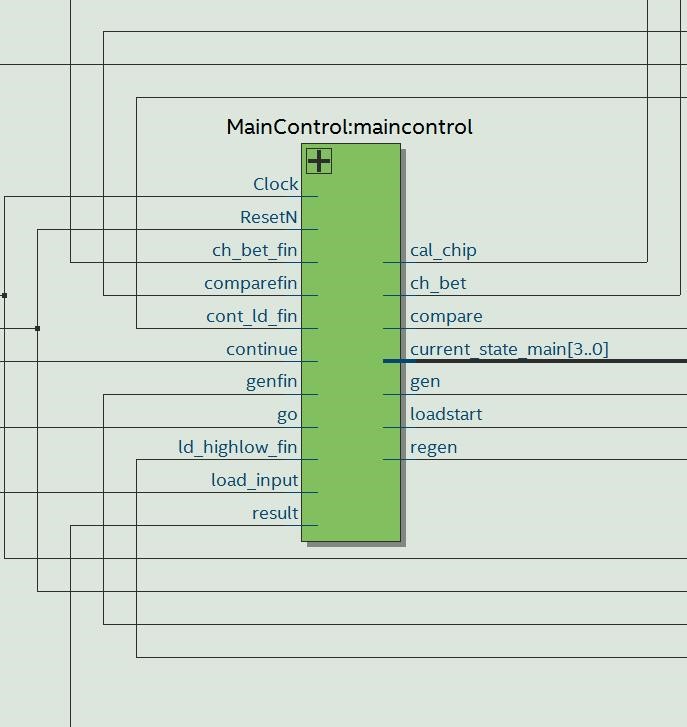 MainControl:maincontrol
Clock
ResetN
ch_bet_fin
cal_chip
comparefin
ch_bet
cont_ld_fin
compare
continue
current_state_main[3..0]
genfin
gen
go
loadstart
ld_highlow_fin
regen
load_input
result